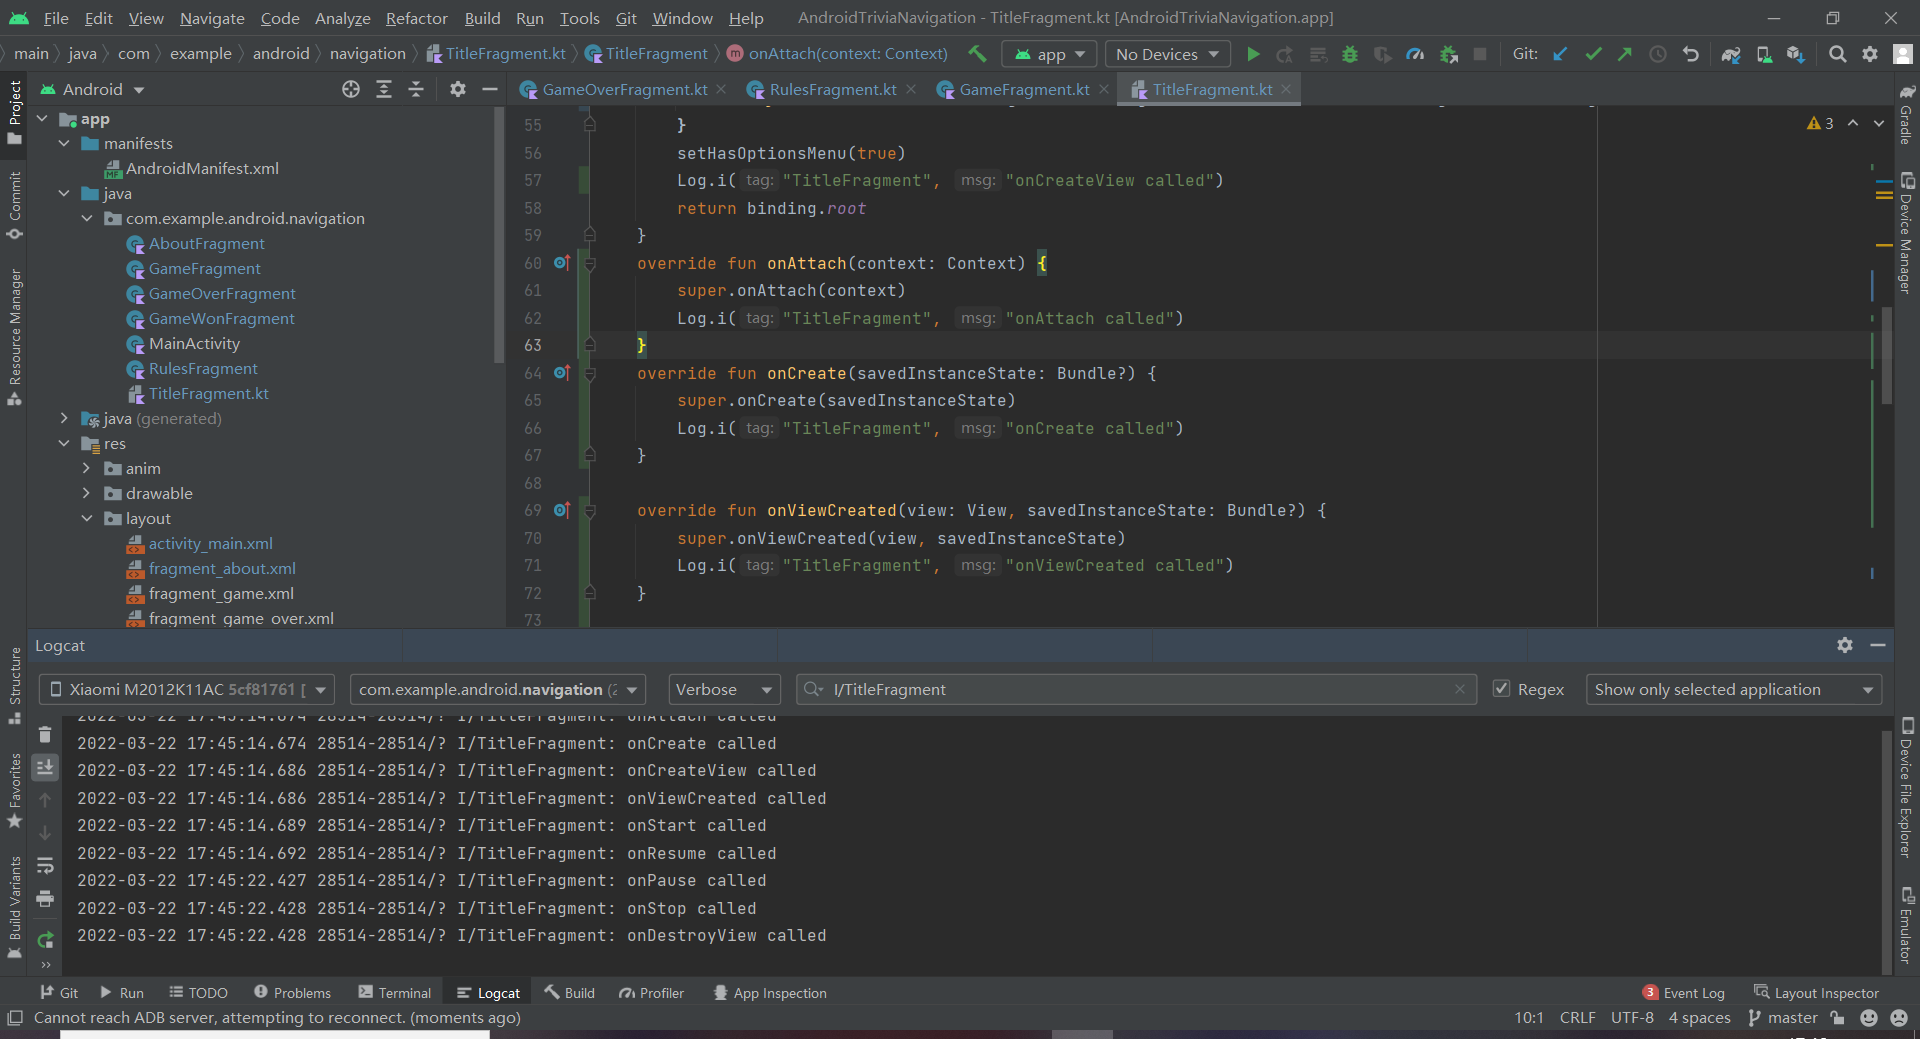 File Edit View Navigate Code Analyze Refactor Build Run Tools Git Window Help AndroidTriviaNavigation - TitleFragment.kt [AndroidTriviaNavigation.app]
main java com example android navigation TitleFragment.kt TitleFragment onAttach(context: Context) app No Devices Git:
Project
Commit
Resource Manager
Structure
Favorites
Build Variants
Android
app
manifests
AndroidManifest.xml
java
com.example.android.navigation
AboutFragment
GameFragment
GameOverFragment
GameWonFragment
MainActivity
RulesFragment
TitleFragment.kt
java (generated)
res
anim
drawable
layout
activity_main.xml
fragment_about.xml
fragment_game.xml
fragment_game_over.xml
GameOverFragment.kt RulesFragment.kt GameFragment.kt TitleFragment.kt
3
55 }
56 setHasOptionsMenu(true)
57 Log.i( tag: "TitleFragment", msg: "onCreateView called")
58 return binding.root
59 }
60 override fun onAttach(context: Context) {
61 super.onAttach(context)
62 Log.i( tag: "TitleFragment", msg: "onAttach called")
63 }
64 override fun onCreate(savedInstanceState: Bundle?) {
65 super.onCreate(savedInstanceState)
66 Log.i( tag: "TitleFragment", msg: "onCreate called")
67 }
68
69 override fun onViewCreated(view: View, savedInstanceState: Bundle?) {
70 super.onViewCreated(view, savedInstanceState)
71 Log.i( tag: "TitleFragment", msg: "onViewCreated called")
72 }
73
Gradle
Device Manager
Device File Explorer
Emulator
Logcat
Xiaomi M2012K11AC 5cf81761 [ com.example.android.navigation (2 Verbose I/TitleFragment Regex Show only selected application
2022-03-22 17:45:14.674 28514-28514/? I/TitleFragment: onAttach called
2022-03-22 17:45:14.674 28514-28514/? I/TitleFragment: onCreate called
2022-03-22 17:45:14.686 28514-28514/? I/TitleFragment: onCreateView called
2022-03-22 17:45:14.686 28514-28514/? I/TitleFragment: onViewCreated called
2022-03-22 17:45:14.689 28514-28514/? I/TitleFragment: onStart called
2022-03-22 17:45:14.692 28514-28514/? I/TitleFragment: onResume called
2022-03-22 17:45:22.427 28514-28514/? I/TitleFragment: onPause called
2022-03-22 17:45:22.428 28514-28514/? I/TitleFragment: onStop called
2022-03-22 17:45:22.428 28514-28514/? I/TitleFragment: onDestroyView called
Git Run TODO Problems Terminal Logcat Build Profiler App Inspection 3 Event Log Layout Inspector
Cannot reach ADB server, attempting to reconnect. (moments ago) 10:1 CRLF UTF-8 4 spaces master